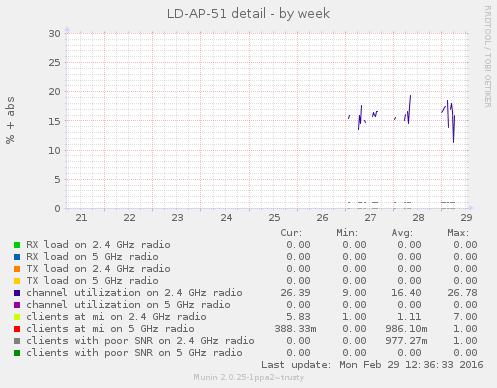 LD-AP-51 detail - by week
RRDTOOL / TOBI OETIKER
% + abs
30
25
20
15
10
5
0
21 22 23 24 25 26 27 28 29
Cur: Min: Avg: Max:
RX load on 2.4 GHz radio 0.00 0.00 0.00 0.00
RX load on 5 GHz radio 0.00 0.00 0.00 0.00
TX load on 2.4 GHz radio 0.00 0.00 0.00 0.00
TX load on 5 GHz radio 0.00 0.00 0.00 0.00
channel utilization on 2.4 GHz radio 26.39 9.00 16.40 26.78
channel utilization on 5 GHz radio 0.00 0.00 0.00 0.00
clients at mi on 2.4 GHz radio 5.83 1.00 1.11 7.00
clients at mi on 5 GHz radio 388.33m 0.00 986.10m 1.00
clients with poor SNR on 2.4 GHz radio 0.00 0.00 977.27m 1.00
clients with poor SNR on 5 GHz radio 0.00 0.00 0.00 0.00
Last update: Mon Feb 29 12:36:33 2016
Munin 2.0.25-1ppa2~trusty